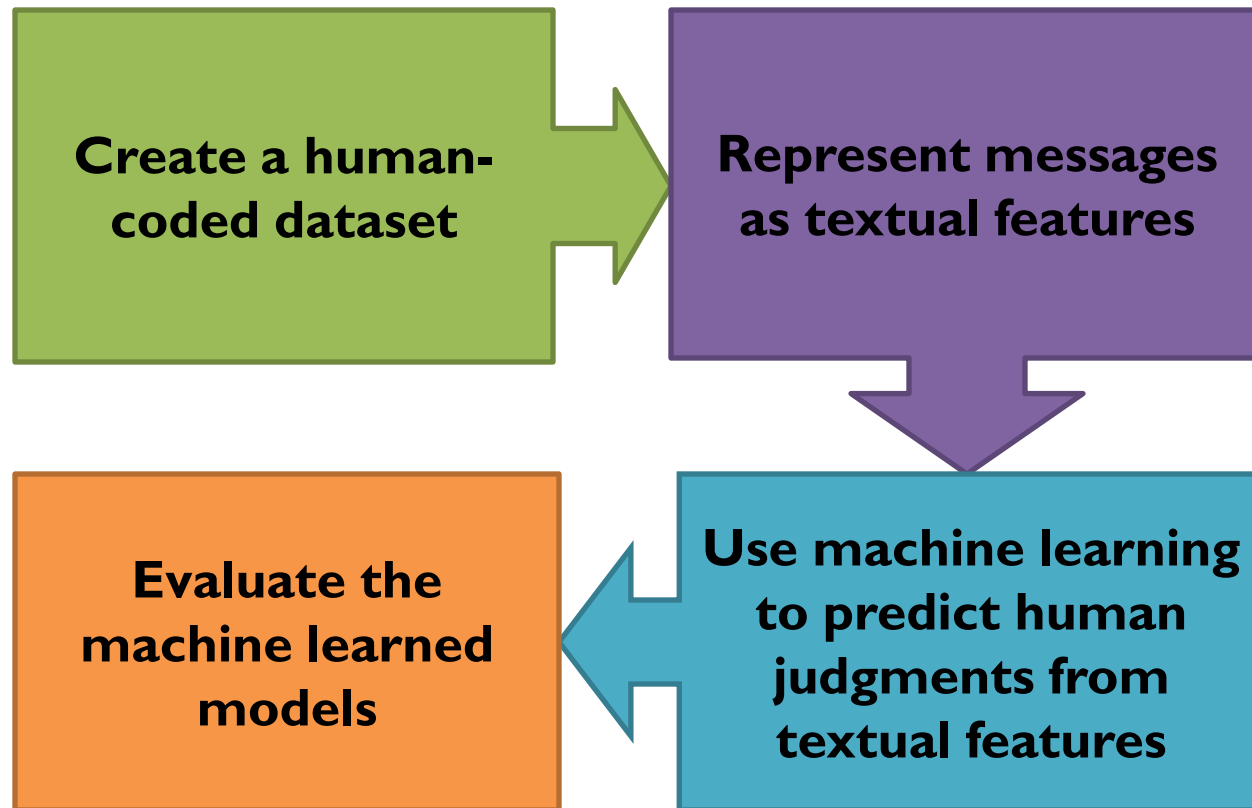 Create a human-
coded dataset
Represent messages
as textual features
Use machine learning
to predict human
judgments from
textual features
Evaluate the
machine learned
models